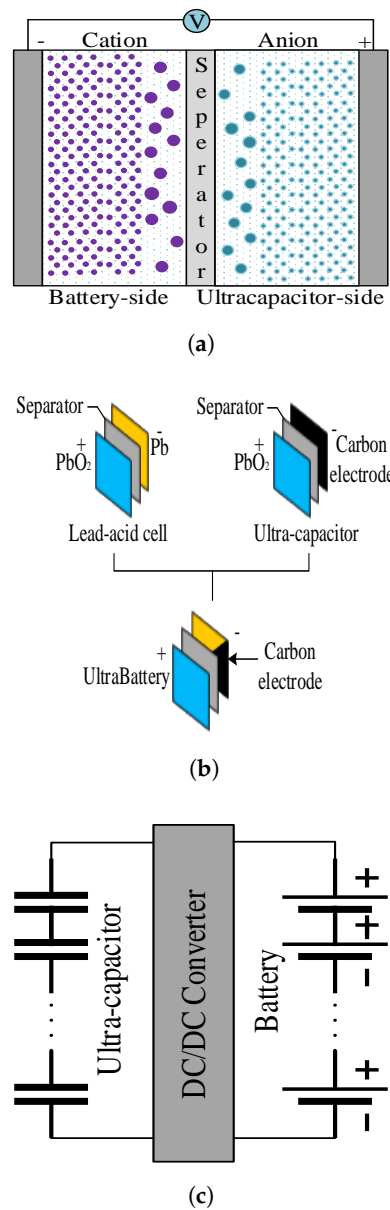 V
- Cation Anion +
Seperator
Battery-side Ultracapacitor-side
(a)
Separator Separator
+ - + -
PbO₂ Pb PbO₂ Carbon
electrode
Lead-acid cell Ultra-capacitor
+ -
UltraBattery Carbon
electrode
(b)
Ultra-capacitor
DC/DC Converter
Battery
+
+
-
-
+
-
(c)